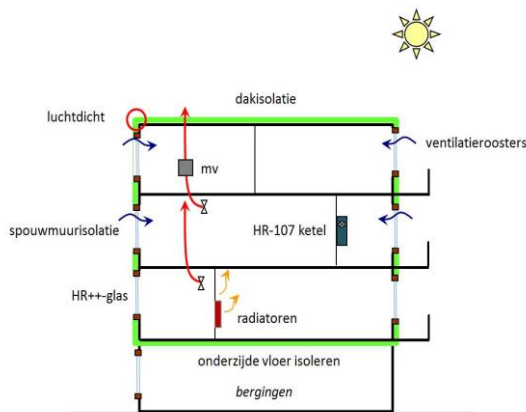 dakisolatie
luchtdicht
ventilatieroosters
mv
spouwmuurisolatie
HR-107 ketel
HR++-glas
radiatoren
onderzijde vloer isoleren
bergingen